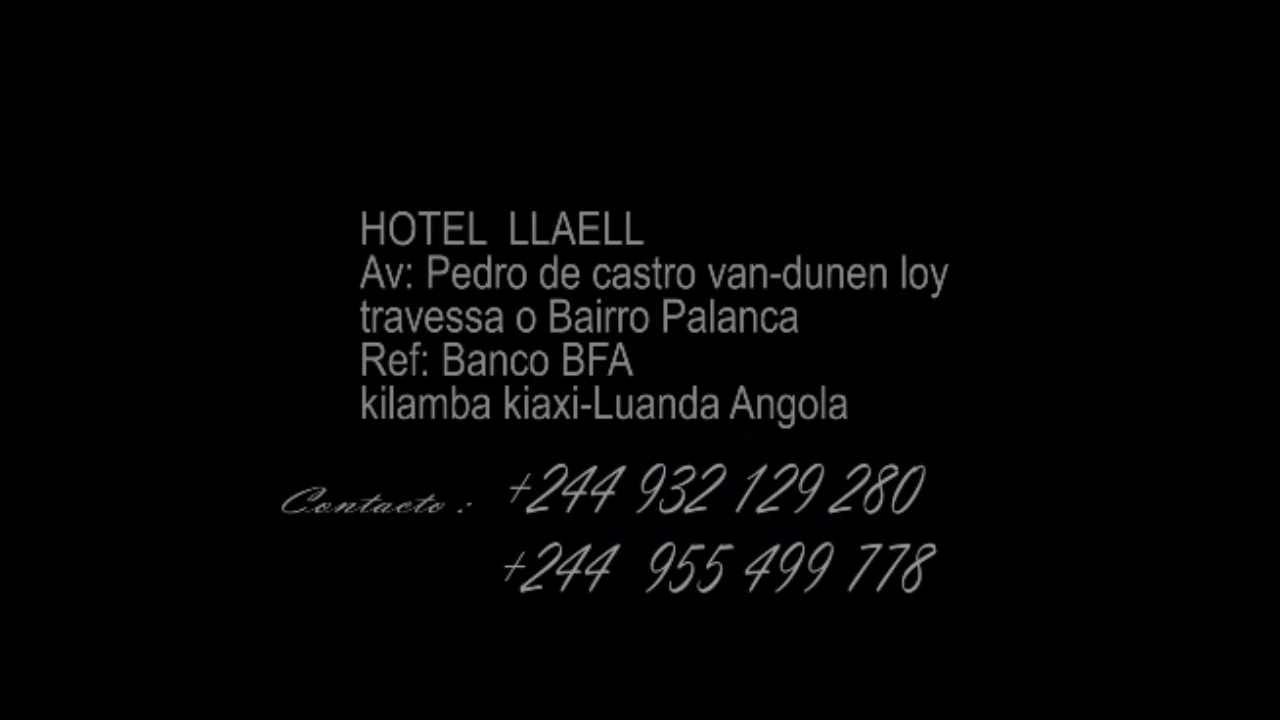 HOTEL LLAELL
Av: Pedro de castro van-dunen loy
travessa o Bairro Palanca
Ref: Banco BFA
kilamba kiaxi-Luanda Angola
Contacto : +244 932 129 280
+244 955 499 778